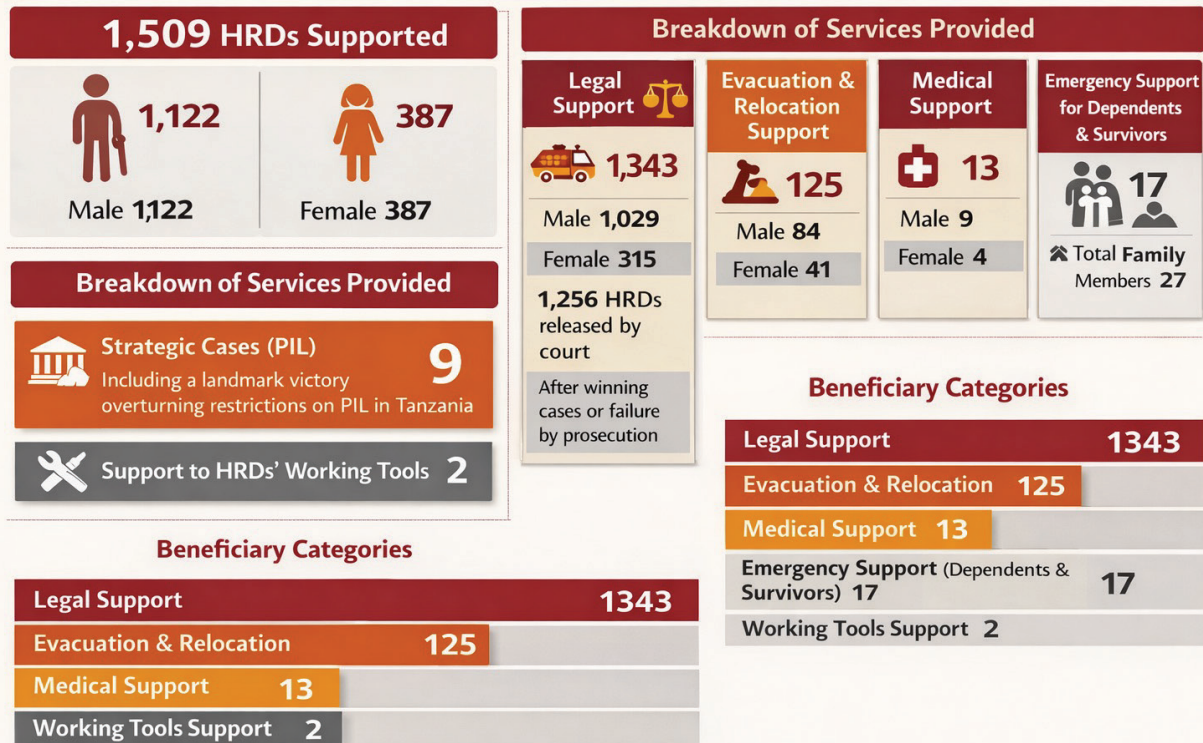 1,509 HRDs Supported
1,122
Male 1,122
387
Female 387
Breakdown of Services Provided
Strategic Cases (PIL)
Including a landmark victory
overturning restrictions on PIL in Tanzania
9
Support to HRDs' Working Tools 2
Beneficiary Categories
Legal Support 1343
Evacuation & Relocation 125
Medical Support 13
Working Tools Support 2
Breakdown of Services Provided
Legal
Support
1,343
Male 1,029
Female 315
1,256 HRDs
released by
court
After winning
cases or failure
by prosecution
Evacuation &
Relocation
Support
125
Male 84
Female 41
Medical
Support
13
Male 9
Female 4
Emergency Support
for Dependents
& Survivors
17
Total Family
Members 27
Beneficiary Categories
Legal Support 1343
Evacuation & Relocation 125
Medical Support 13
Emergency Support (Dependents &
Survivors) 17
17
Working Tools Support 2